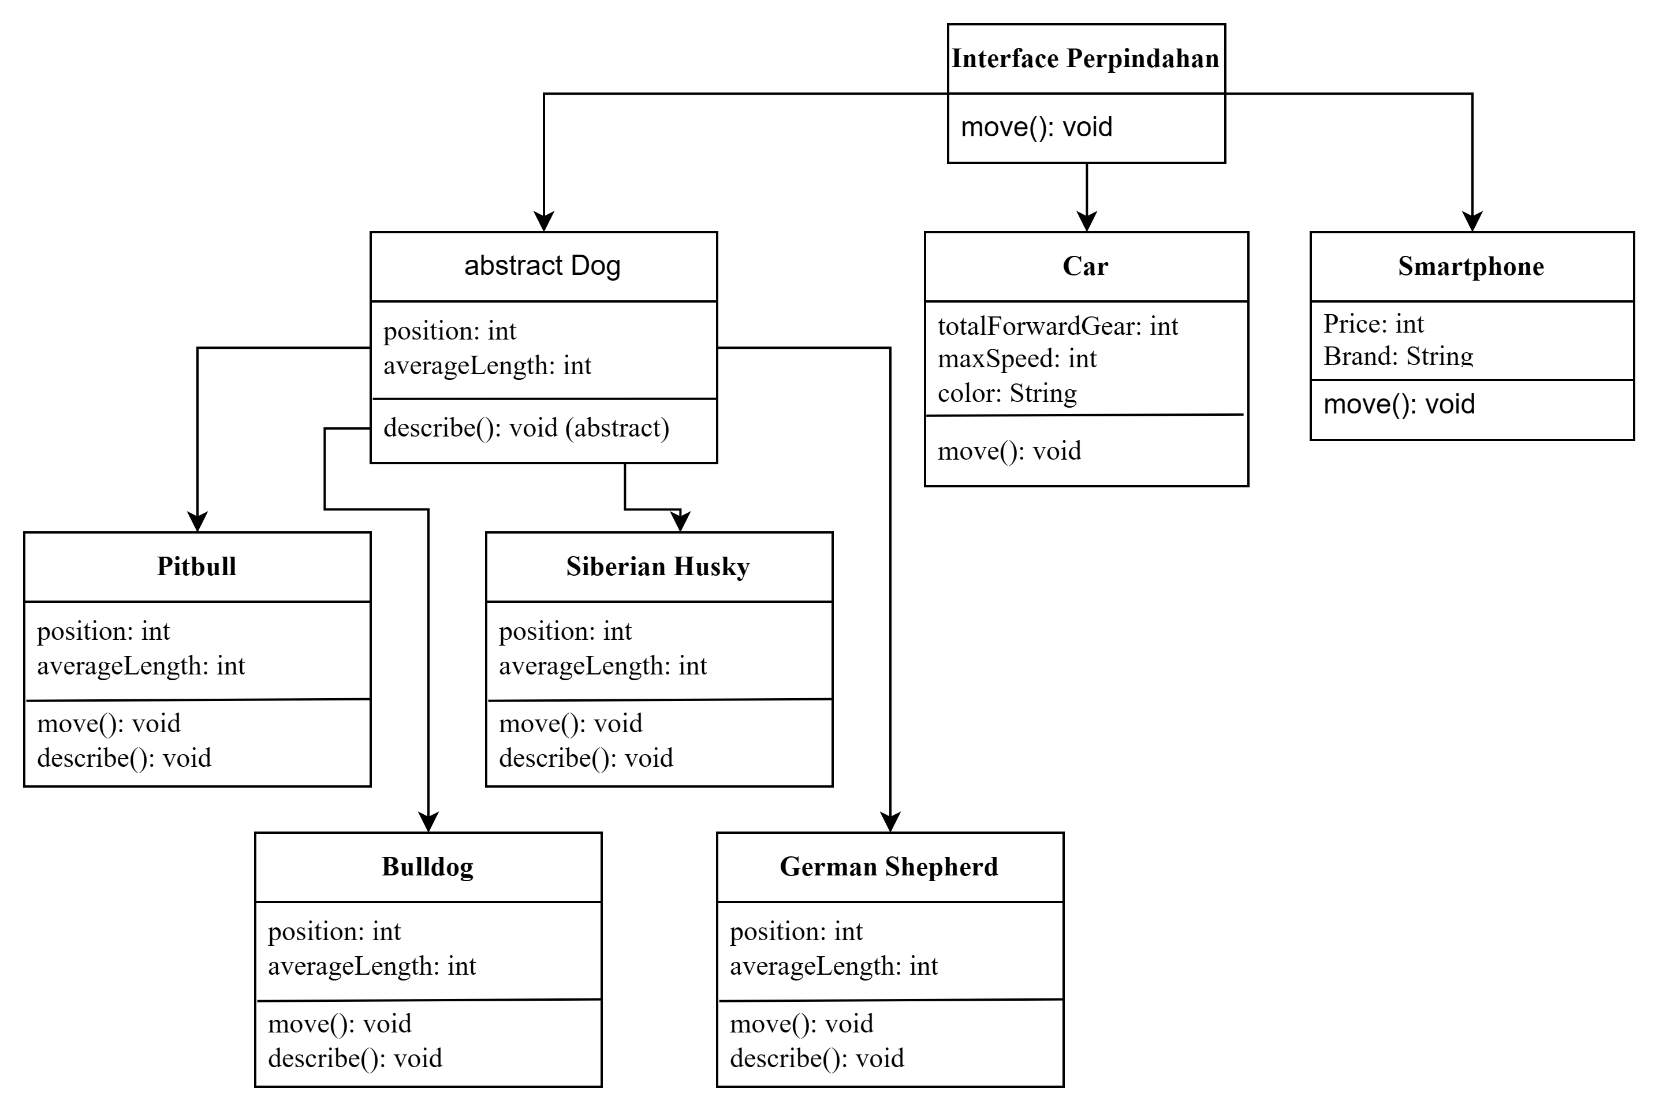 Interface Perpindahan
move(): void
abstract Dog
position: int
averageLength: int
describe(): void (abstract)
Car
totalForwardGear: int
maxSpeed: int
color: String
move(): void
Smartphone
Price: int
Brand: String
move(): void
Pitbull
position: int
averageLength: int
move(): void
describe(): void
Siberian Husky
position: int
averageLength: int
move(): void
describe(): void
Bulldog
position: int
averageLength: int
move(): void
describe(): void
German Shepherd
position: int
averageLength: int
move(): void
describe(): void